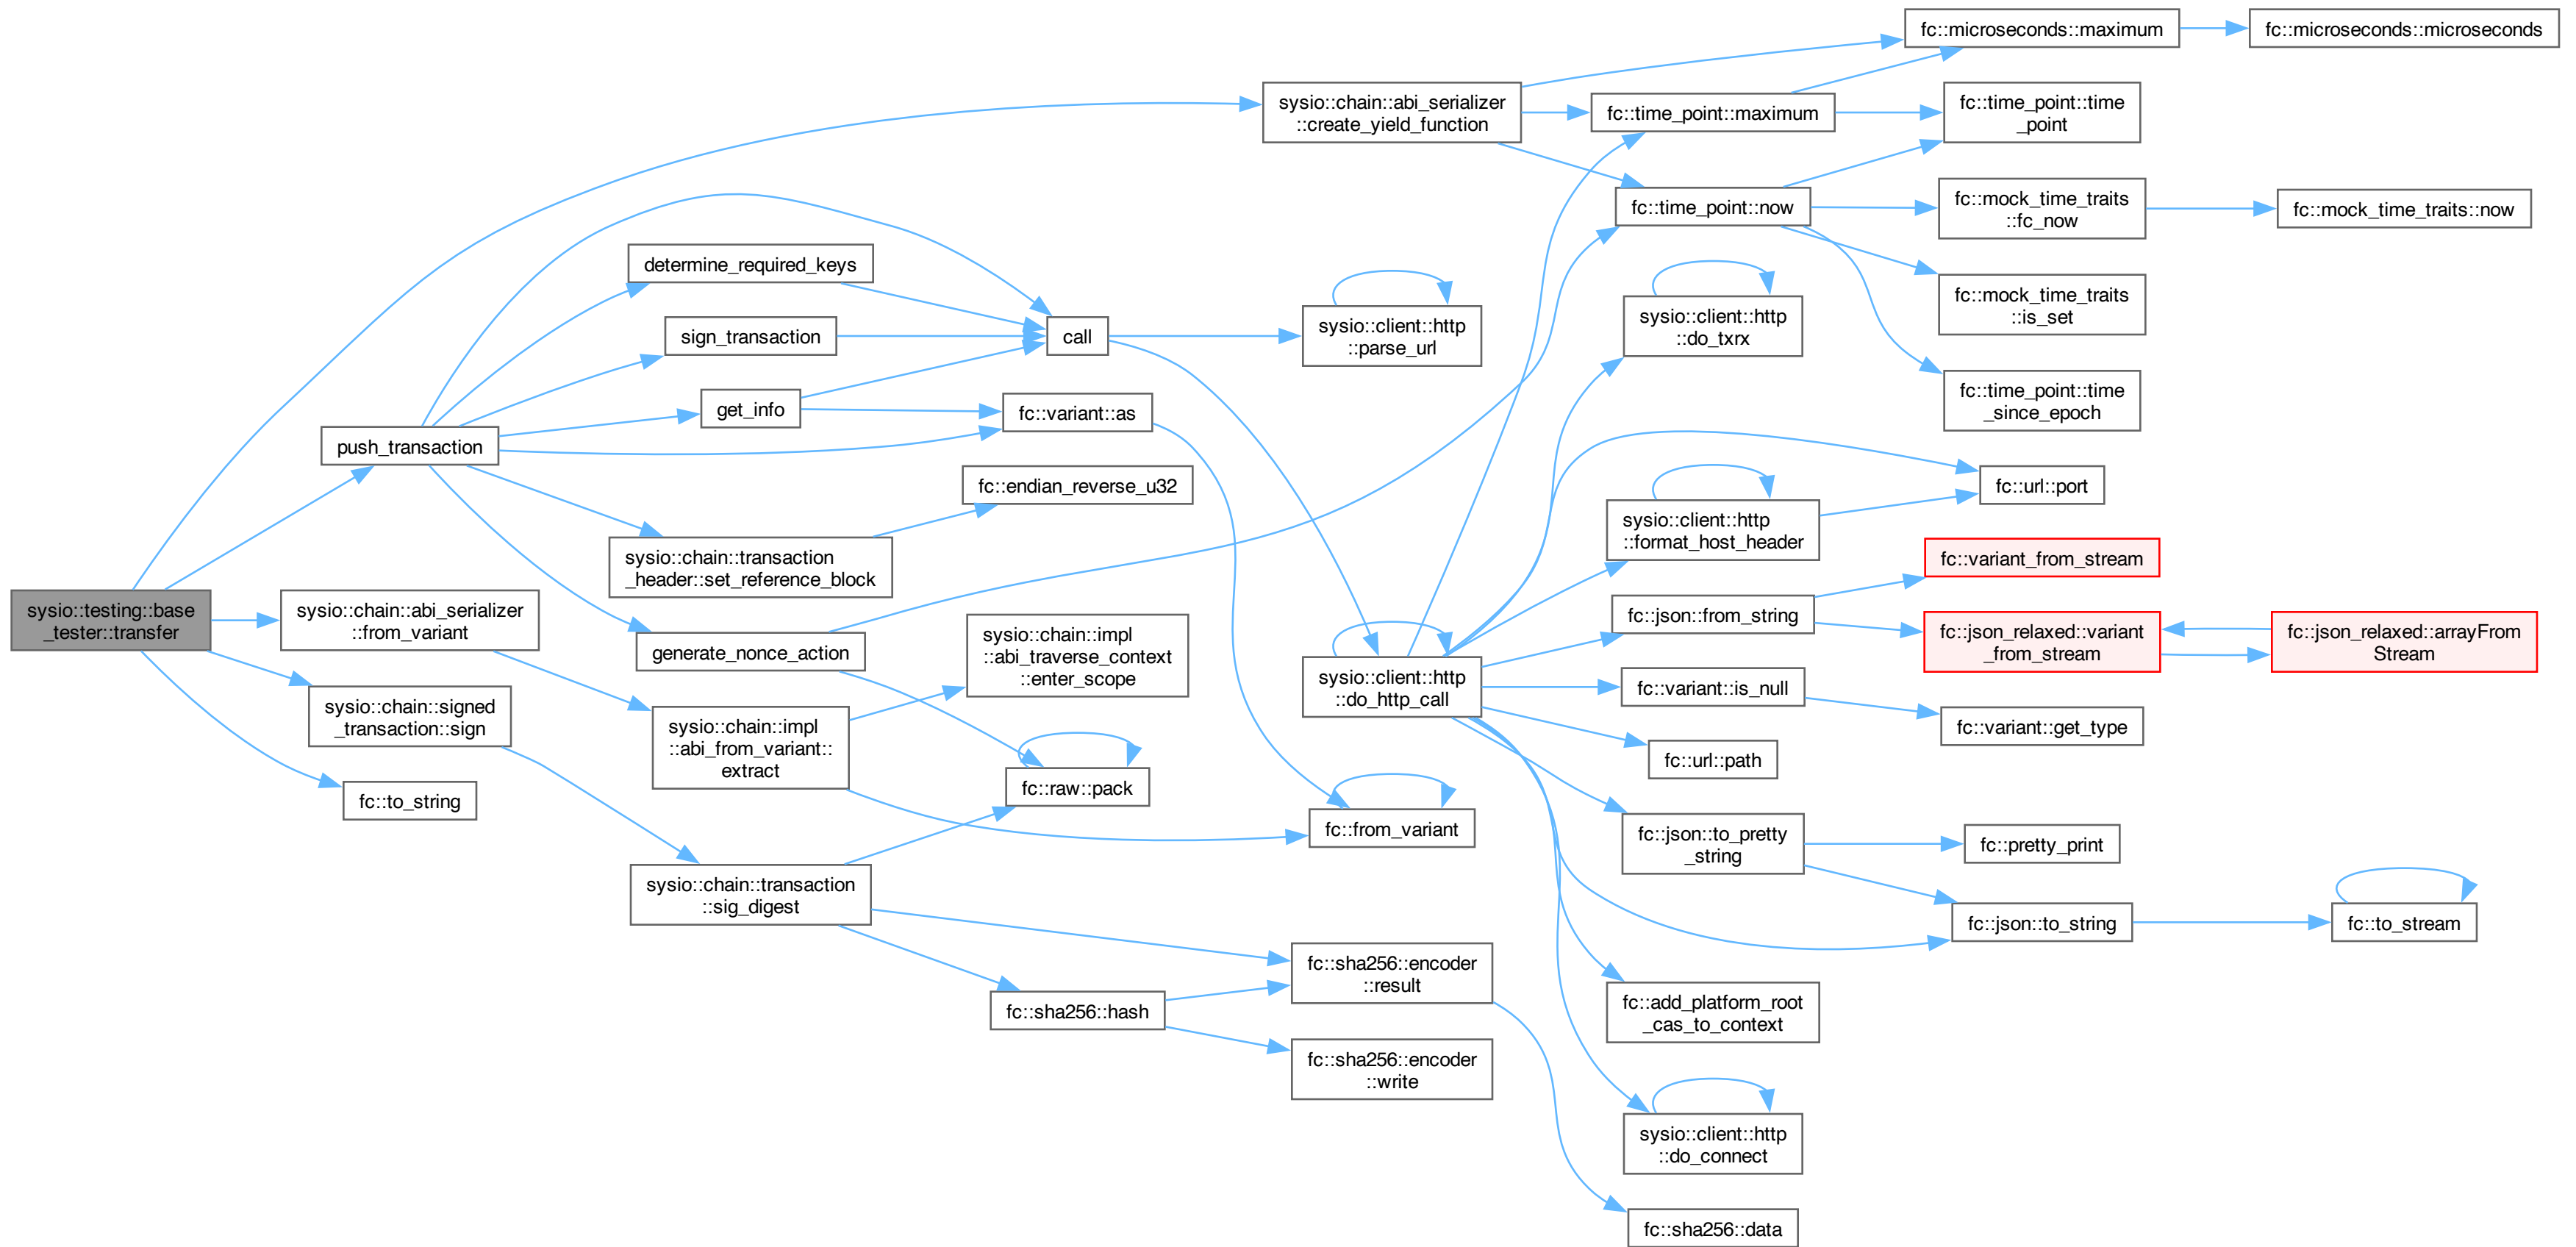 fc::microseconds::maximum
fc::microseconds::microseconds
sysio::chain::abi_serializer
::create_yield_function
fc::time_point::maximum
fc::time_point::time
_point
fc::time_point::now
fc::mock_time_traits
::fc_now
fc::mock_time_traits::now
determine_required_keys
sign_transaction
call
sysio::client::http
::parse_url
sysio::client::http
::do_txrx
fc::mock_time_traits
::is_set
get_info
fc::variant::as
fc::time_point::time
_since_epoch
push_transaction
fc::endian_reverse_u32
fc::url::port
sysio::client::http
::format_host_header
sysio::chain::transaction
_header::set_reference_block
fc::variant_from_stream
sysio::testing::base
_tester::transfer
sysio::chain::abi_serializer
::from_variant
generate_nonce_action
sysio::chain::impl
::abi_traverse_context
::enter_scope
fc::json::from_string
fc::json_relaxed::variant
_from_stream
fc::json_relaxed::arrayFrom
Stream
sysio::client::http
::do_http_call
fc::variant::is_null
fc::variant::get_type
sysio::chain::signed
_transaction::sign
sysio::chain::impl
::abi_from_variant::
extract
fc::url::path
fc::to_string
fc::raw::pack
fc::from_variant
fc::json::to_pretty
_string
fc::pretty_print
sysio::chain::transaction
::sig_digest
fc::json::to_string
fc::to_stream
fc::sha256::encoder
::result
fc::sha256::hash
fc::add_platform_root
_cas_to_context
fc::sha256::encoder
::write
sysio::client::http
::do_connect
fc::sha256::data